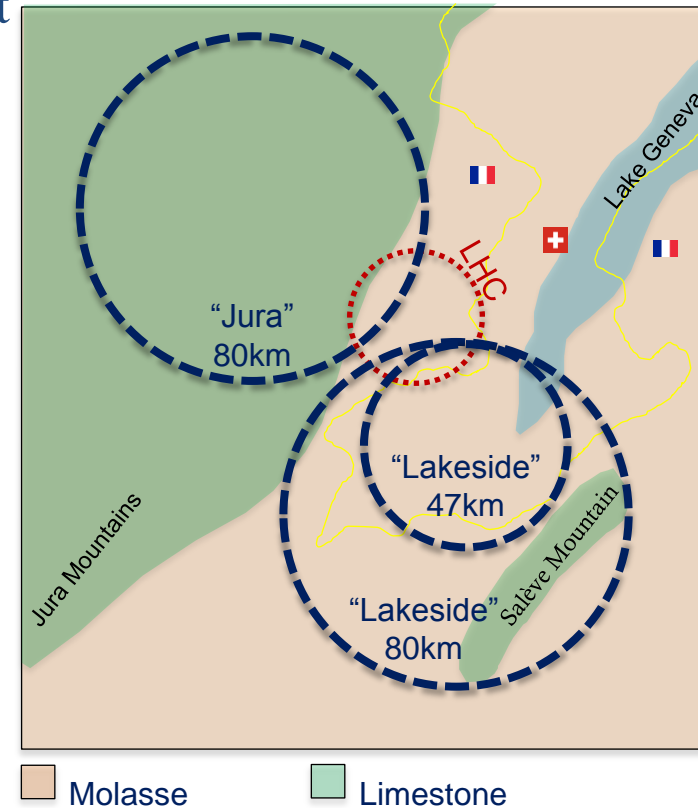 t
Lake Geneva
LHC
“Jura”
80km
“Lakeside”
47km
Jura Mountains
Salève Mountain
“Lakeside”
80km
Molasse
Limestone